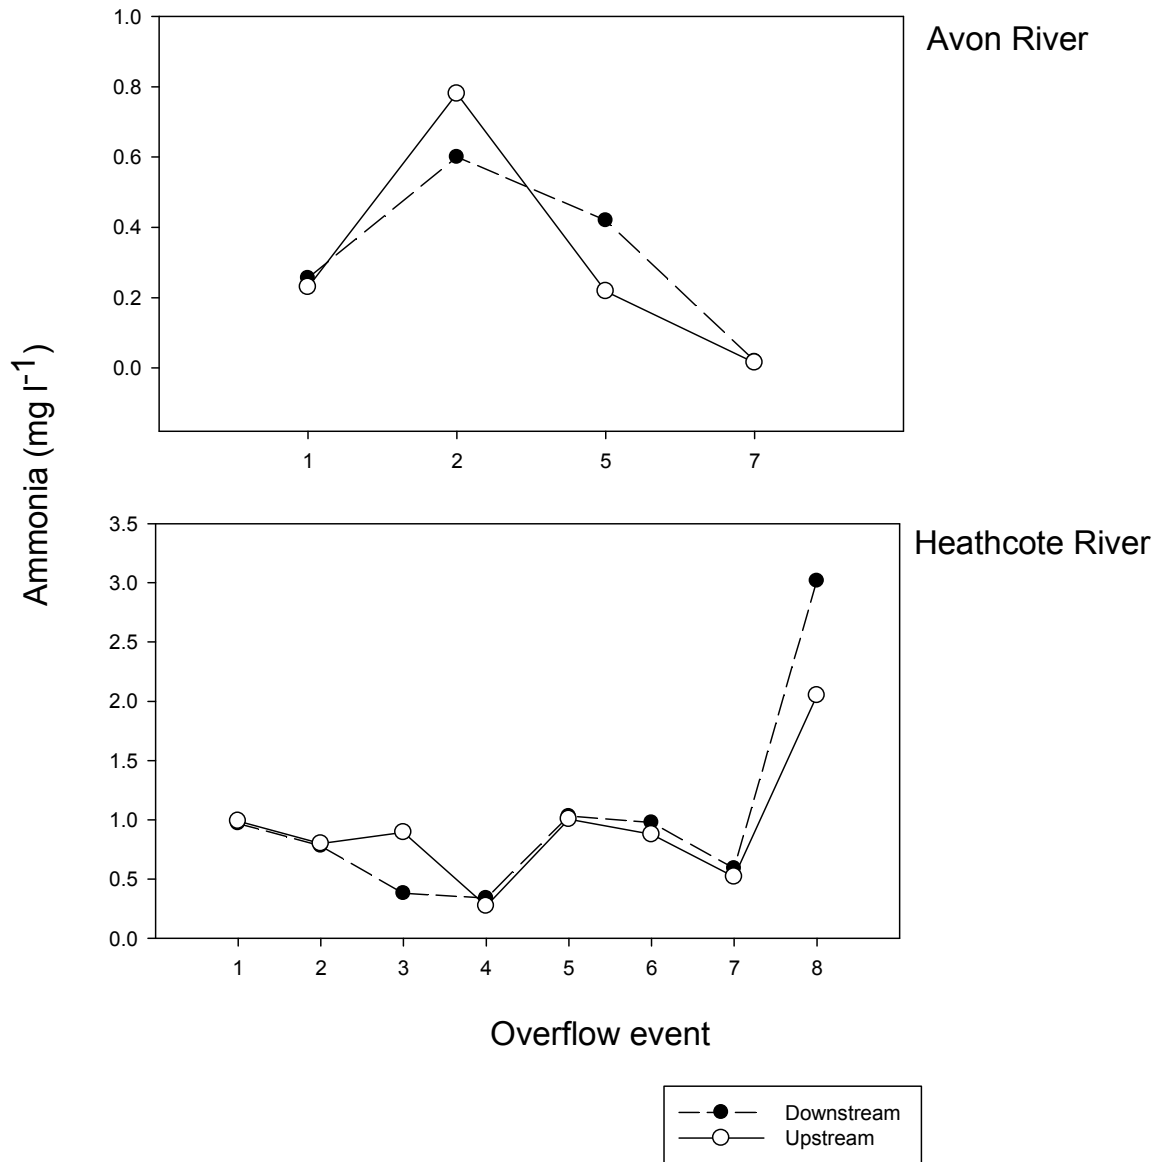 Avon River
1.0
0.8
0.6
0.4
0.2
0.0
1 2 5 7
Ammonia (mg l-1)
Heathcote River
3.5
3.0
2.5
2.0
1.5
1.0
0.5
0.0
1 2 3 4 5 6 7 8
Overflow event
Downstream
Upstream